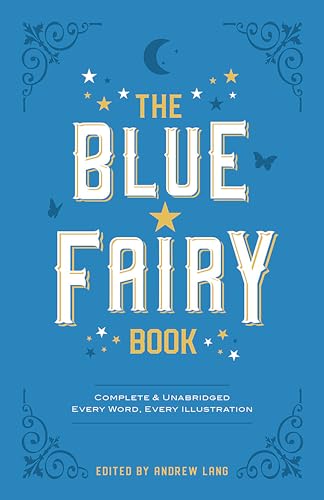 THE
BLUE
FAIRY
BOOK
COMPLETE & UNABRIDGED
EVERY WORD, EVERY ILLUSTRATION
EDITED BY ANDREW LANG